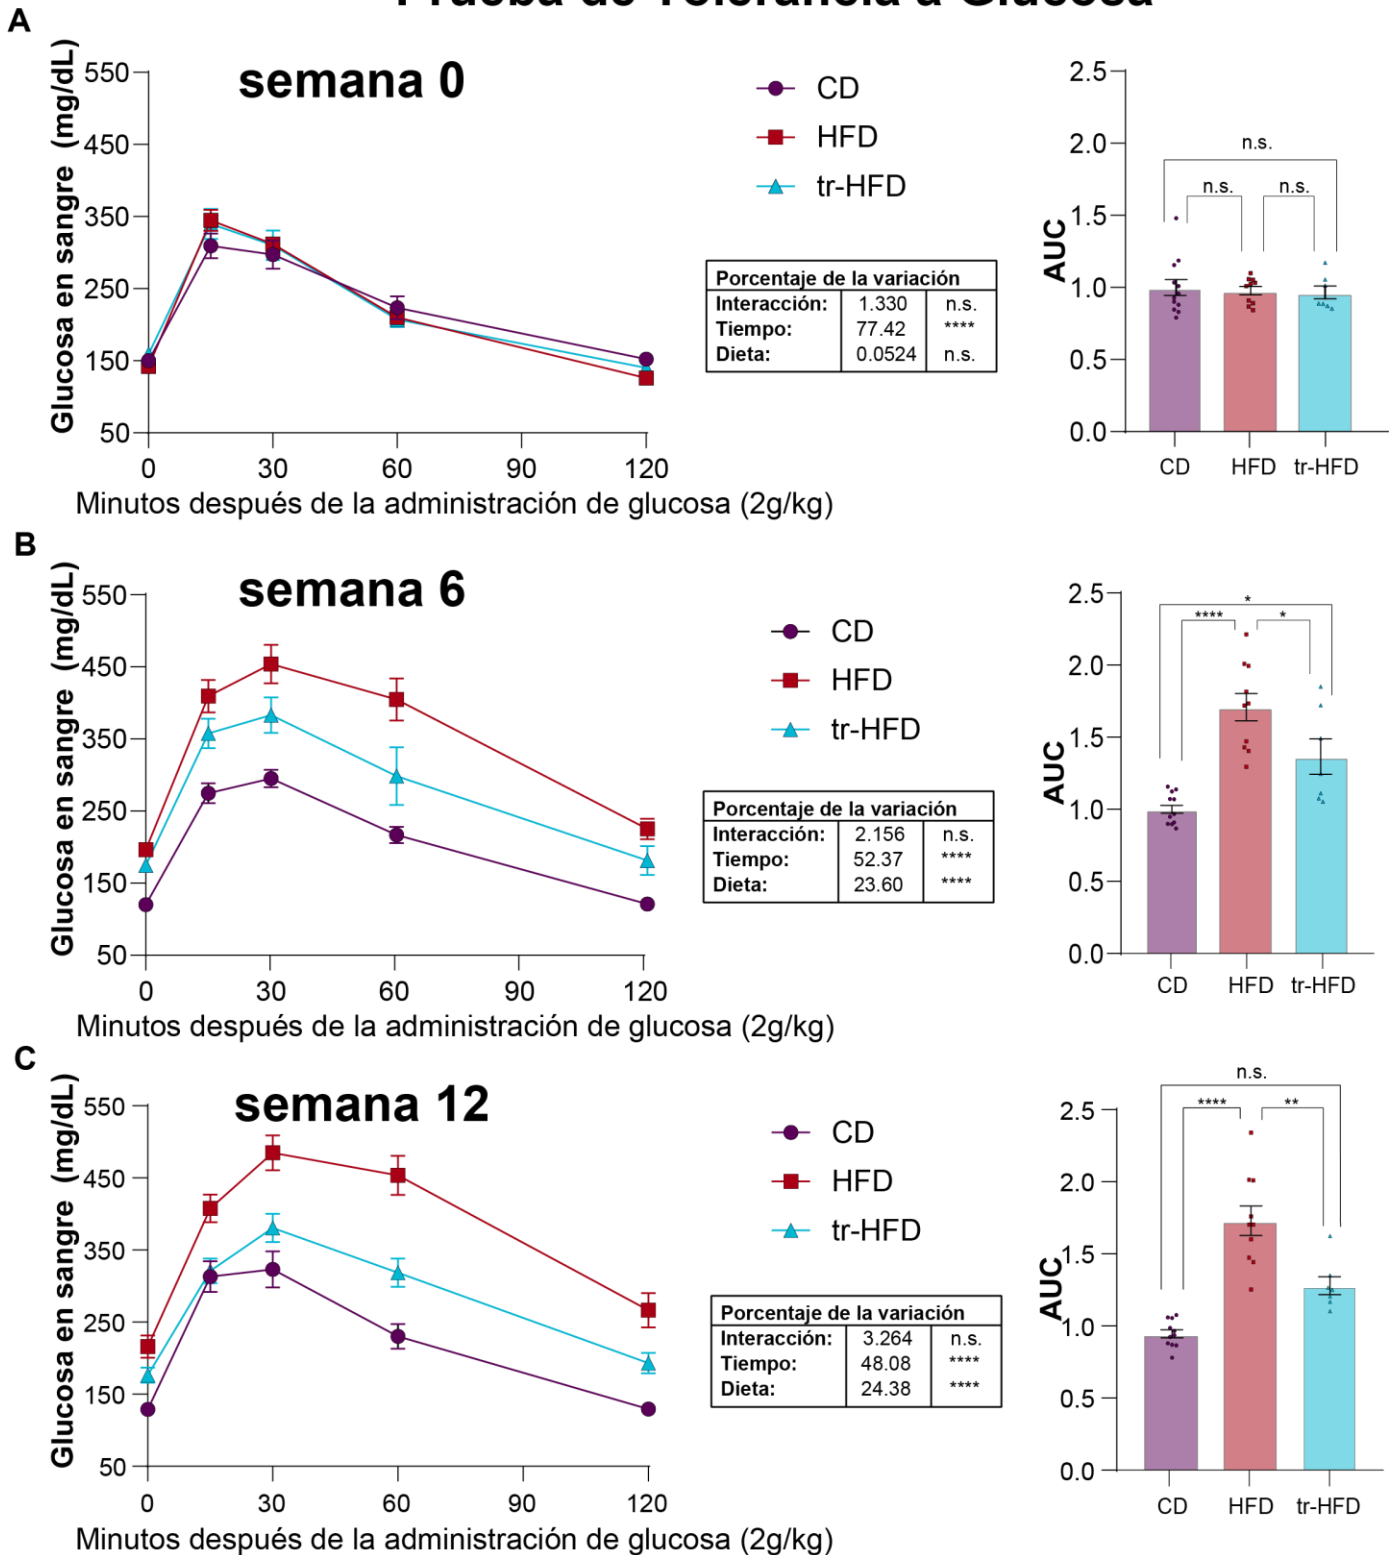 Prueba de Tolerancia a Glucosa
A
semana 0
Glucosa en sangre (mg/dL)
550
450
350
250
150
50
0 30 60 90 120
Minutos después de la administración de glucosa (2g/kg)
CD
HFD
tr-HFD
Porcentaje de la variación
Interacción: 1.330 n.s.
Tiempo: 77.42 ****
Dieta: 0.0524 n.s.
AUC
2.5
2.0
1.5
1.0
0.5
0.0
n.s.
n.s. n.s.
CD HFD tr-HFD
B
semana 6
Glucosa en sangre (mg/dL)
550
450
350
250
150
50
0 30 60 90 120
Minutos después de la administración de glucosa (2g/kg)
CD
HFD
tr-HFD
Porcentaje de la variación
Interacción: 2.156 n.s.
Tiempo: 52.37 ****
Dieta: 23.60 ****
AUC
2.5
2.0
1.5
1.0
0.5
0.0
*
**** *
CD HFD tr-HFD
C
semana 12
Glucosa en sangre (mg/dL)
550
450
350
250
150
50
0 30 60 90 120
Minutos después de la administración de glucosa (2g/kg)
CD
HFD
tr-HFD
Porcentaje de la variación
Interacción: 3.264 n.s.
Tiempo: 48.08 ****
Dieta: 24.38 ****
AUC
2.5
2.0
1.5
1.0
0.5
0.0
n.s.
**** **
CD HFD tr-HFD